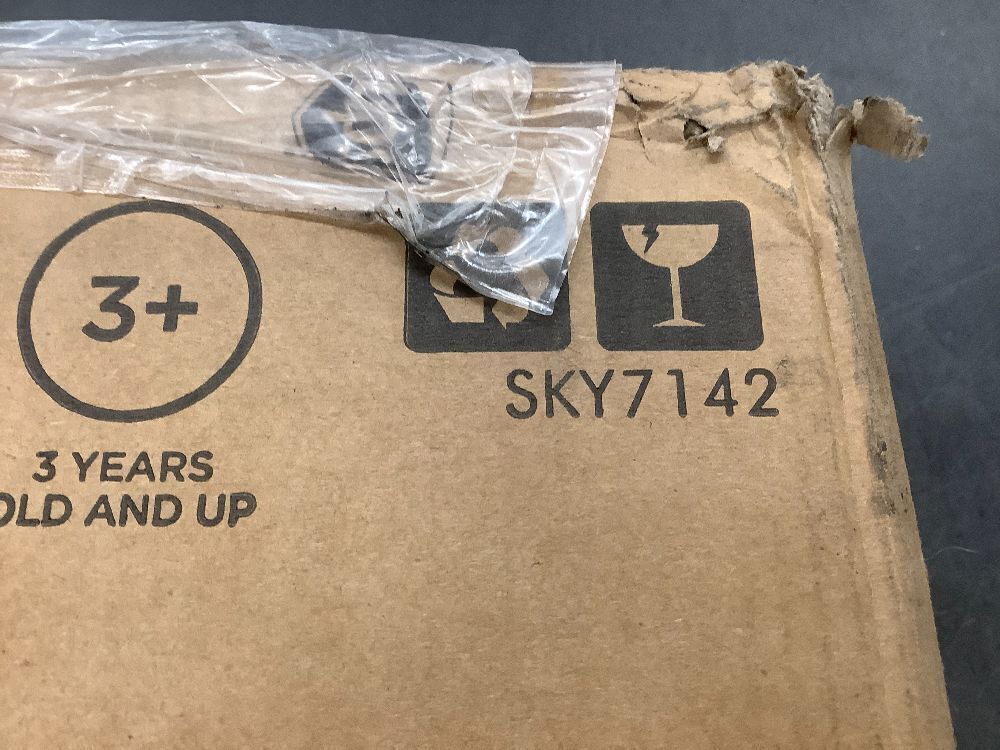 3+
3 YEARS
OLD AND UP
SKY7142